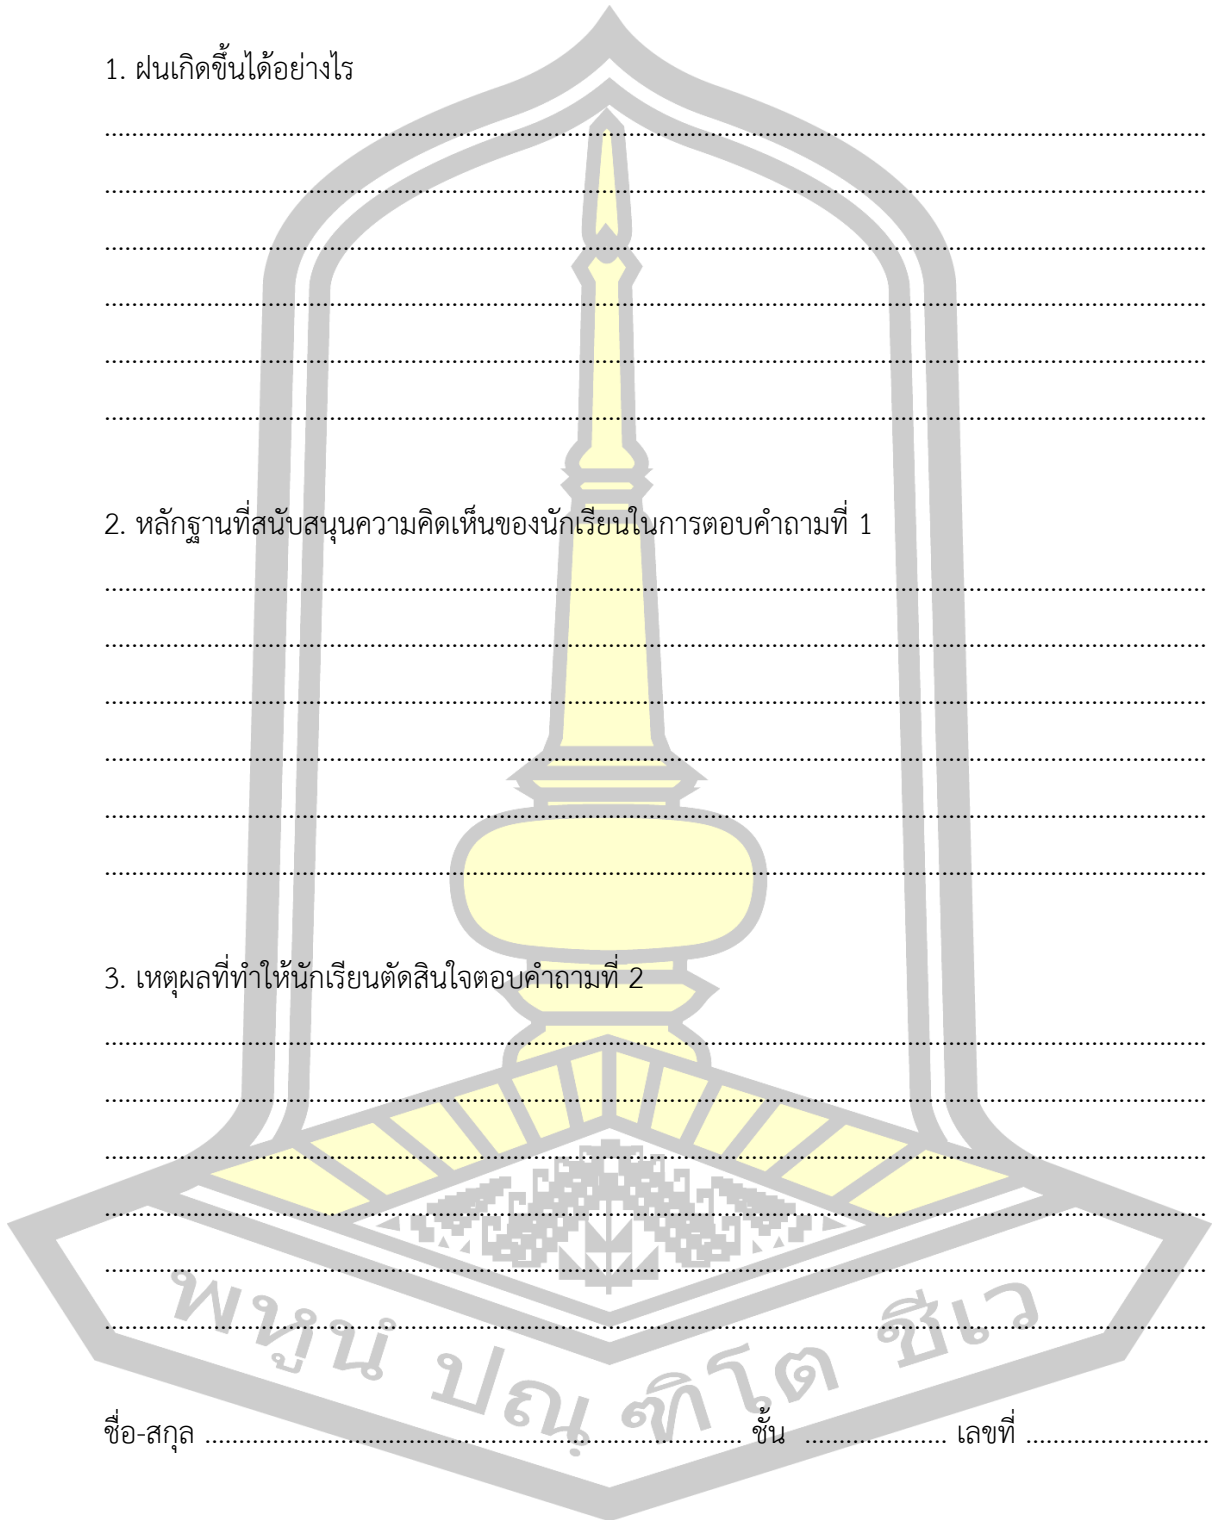 1. ฝนเกิดขึ้นได้อย่างไร
2. หลักฐานที่สนับสนุนความคิดเห็นของนักเรียนในการตอบคำถามที่ 1
3. เหตุผลที่ทำให้นักเรียนตัดสินใจตอบคำถามที่ 2
พหูนํ ปณฺฑิโต ชีเว
ชื่อ-สกุล ................................................................................ ชั้น ..................... เลขที่ ...........................